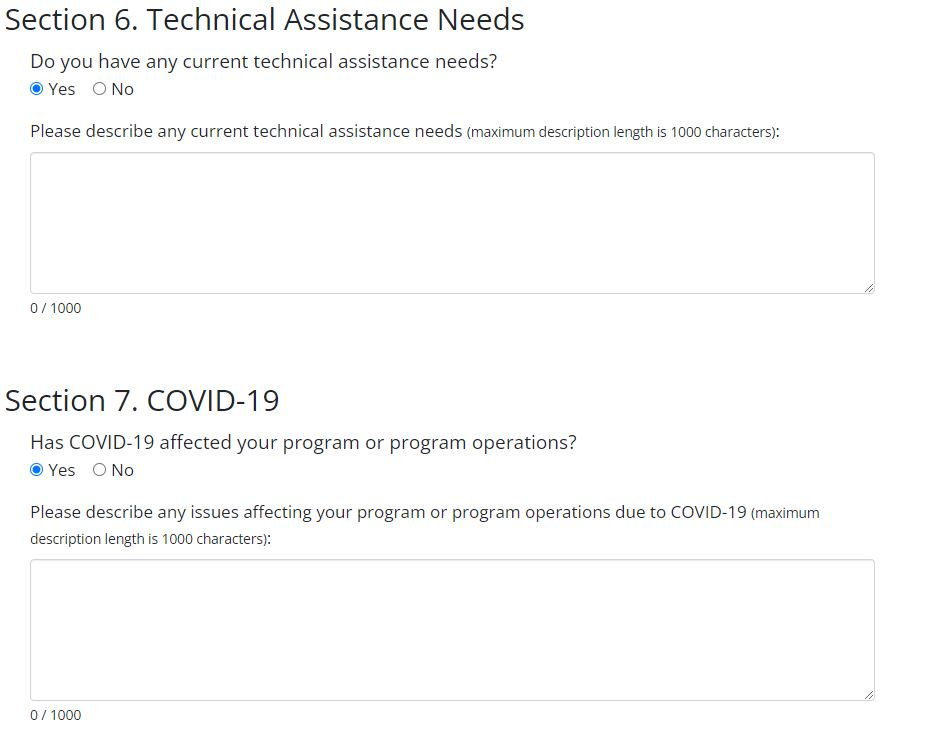 Section 6. Technical Assistance Needs
Do you have any current technical assistance needs?
Yes No
Please describe any current technical assistance needs (maximum description length is 1000 characters):
0 / 1000
Section 7. COVID-19
Has COVID-19 affected your program or program operations?
Yes No
Please describe any issues affecting your program or program operations due to COVID-19 (maximum
description length is 1000 characters):
0 / 1000